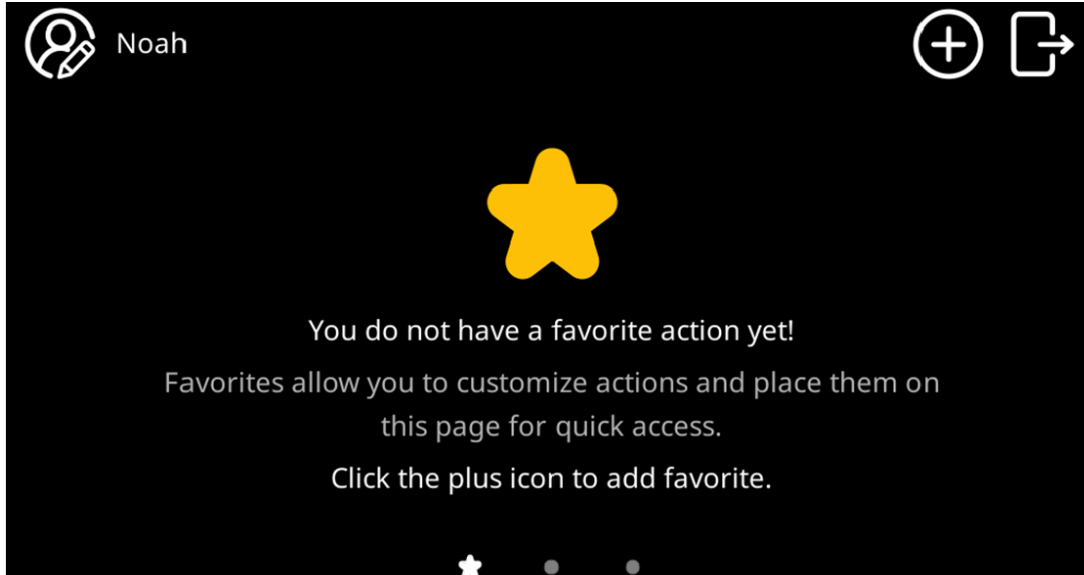 Noah
You do not have a favorite action yet!
Favorites allow you to customize actions and place them on
this page for quick access.
Click the plus icon to add favorite.